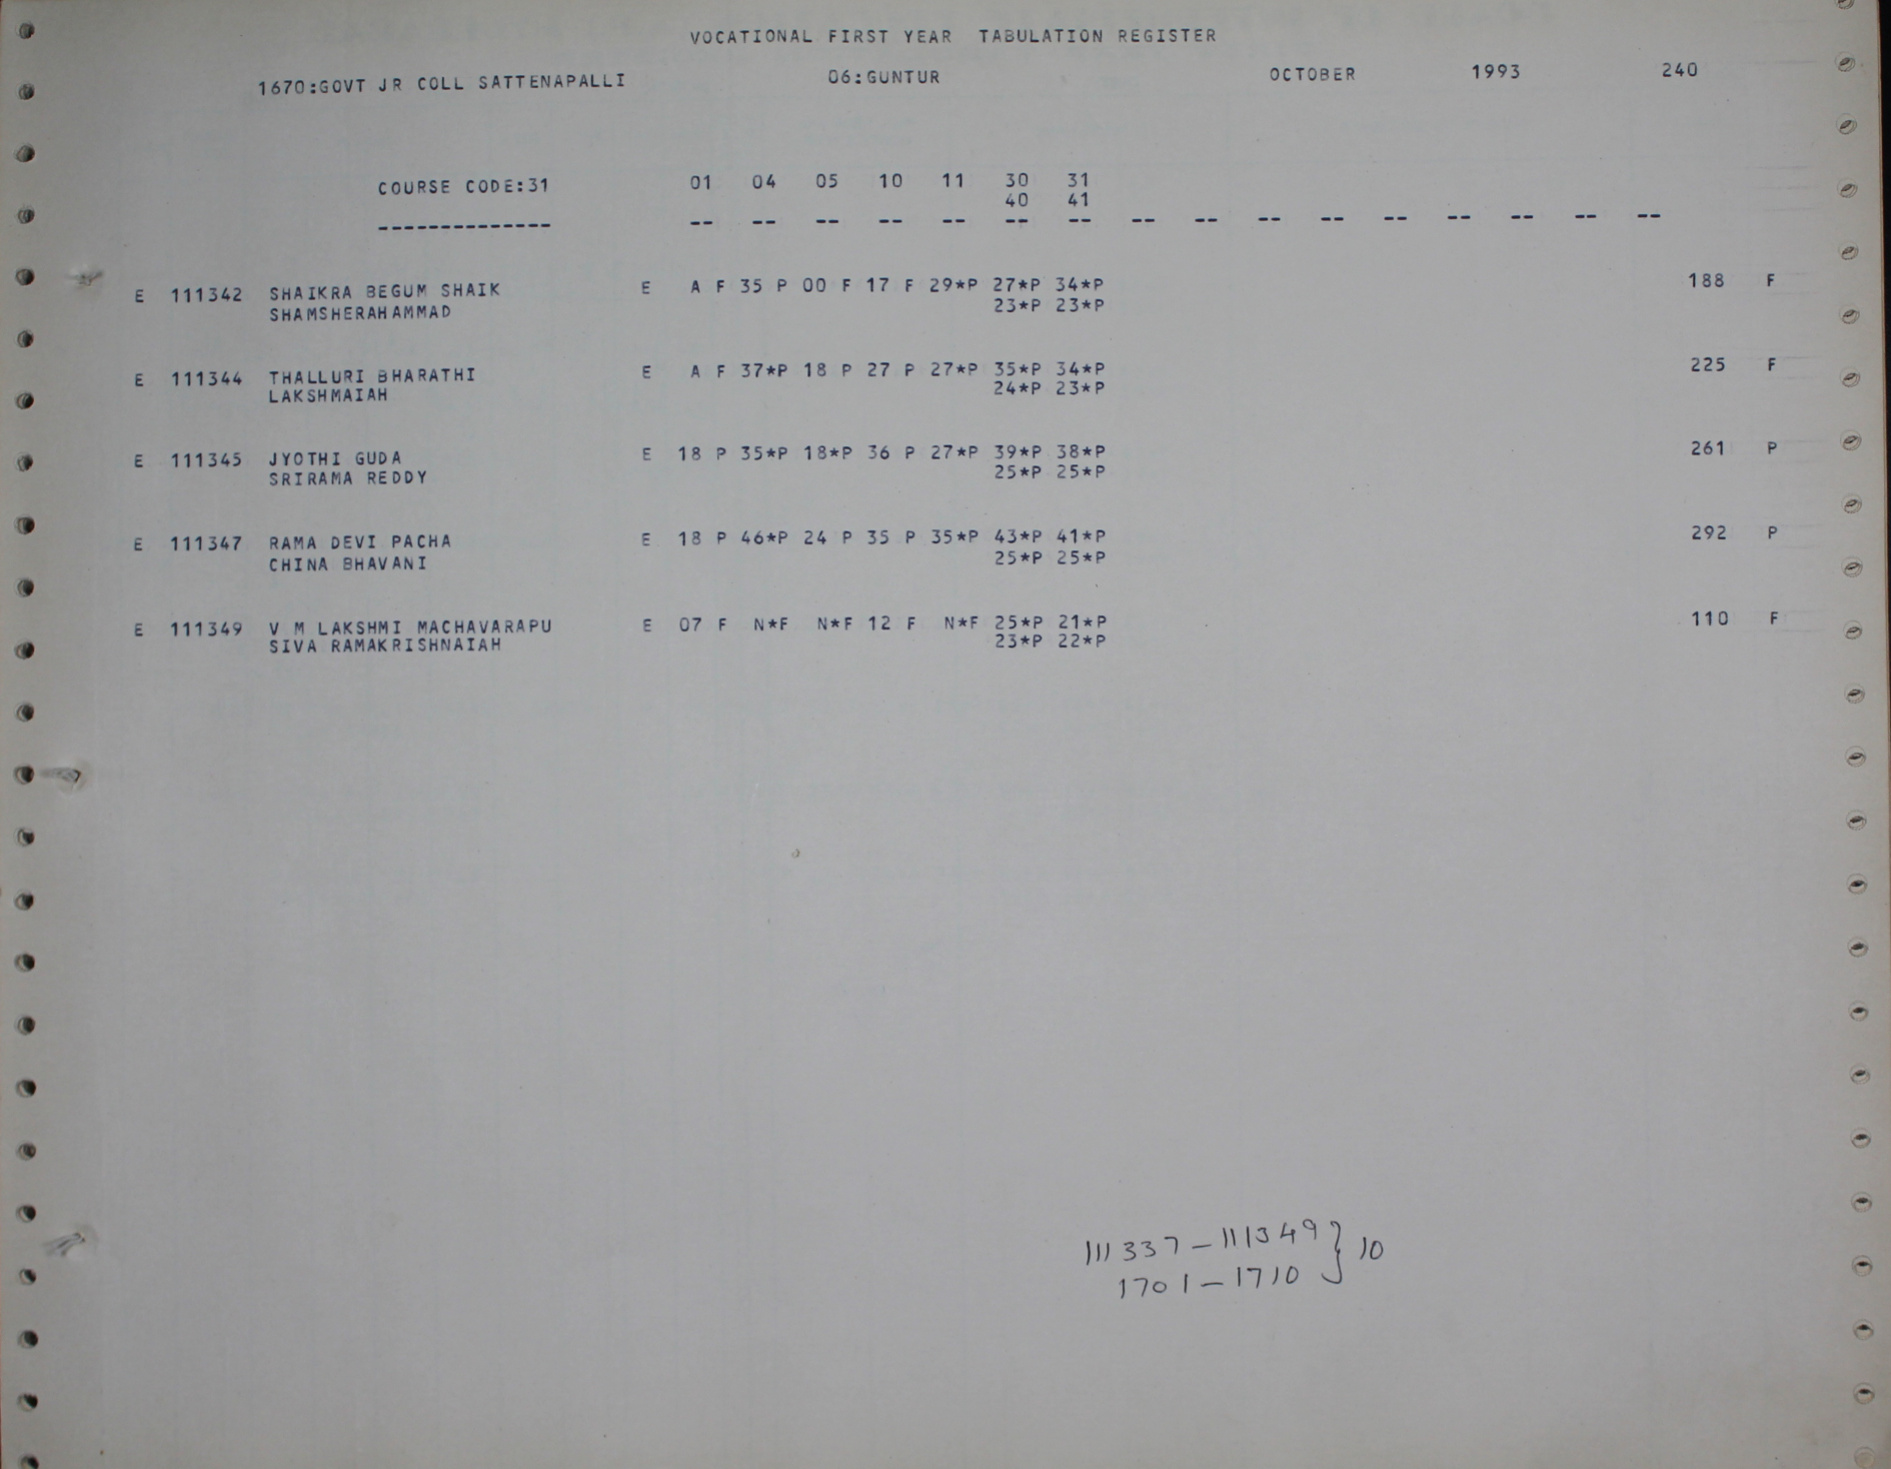 VOCATIONAL FIRST YEAR TABULATION REGISTER
1670:GOVT JR COLL SATTENAPALLI 06:GUNTUR OCTOBER 1993 240
COURSE CODE:31 01 04 05 10 11 30 31
40 41
-------------- -- -- -- -- -- -- -- -- -- -- -- -- -- -- -- --
E 111342 SHAIKRA BEGUM SHAIK E A F 35 P 00 F 17 F 29*P 27*P 34*P 188 F
SHAMSHERAHAMMAD 23*P 23*P
E 111344 THALLURI BHARATHI E A F 37*P 18 P 27 P 27*P 35*P 34*P 225 F
LAKSHMAIAH 24*P 23*P
E 111345 JYOTHI GUDA E 18 P 35*P 18*P 36 P 27*P 39*P 38*P 261 P
SRIRAMA REDDY 25*P 25*P
E 111347 RAMA DEVI PACHA E 18 P 46*P 24 P 35 P 35*P 43*P 41*P 292 P
CHINA BHAVANI 25*P 25*P
E 111349 V M LAKSHMI MACHAVARAPU E 07 F N*F N*F 12 F N*F 25*P 21*P 110 F
SIVA RAMAKRISHNAIAH 23*P 22*P
111337 - 111349 } 10
1701 - 1710